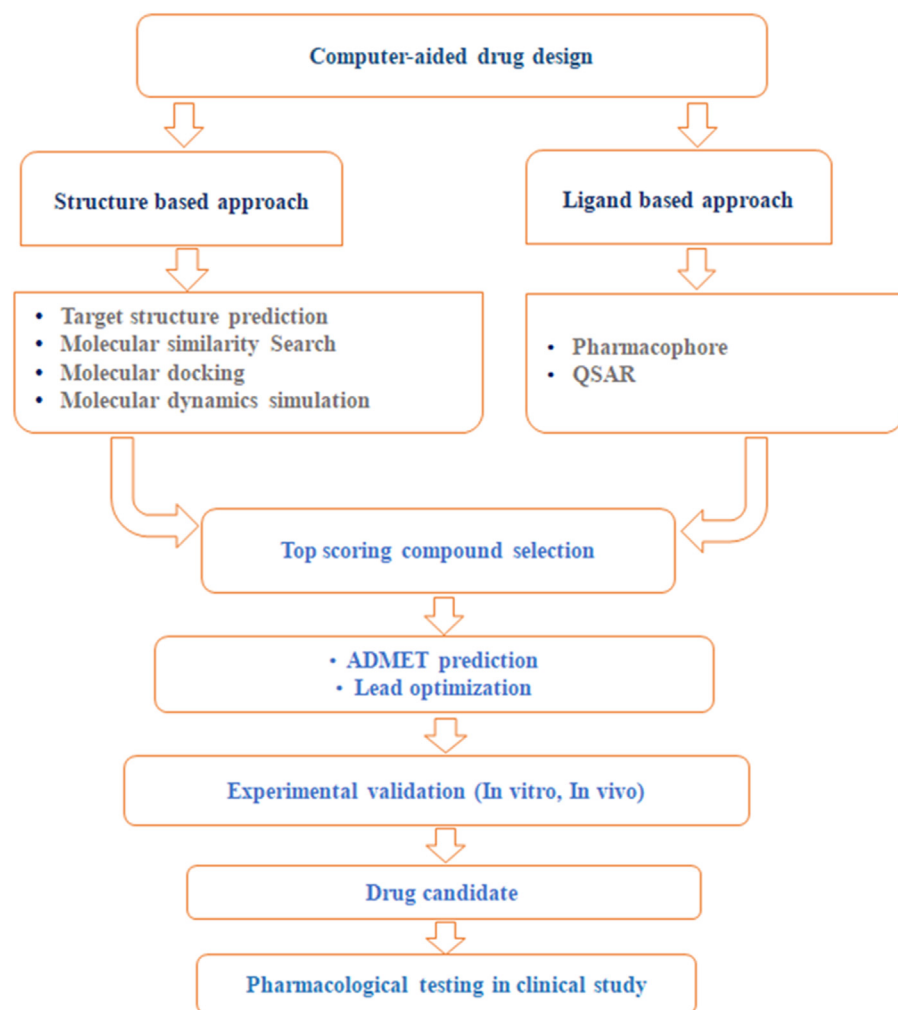 Computer-aided drug design
Structure based approach
Ligand based approach
• Target structure prediction
• Molecular similarity Search
• Molecular docking
• Molecular dynamics simulation
• Pharmacophore
• QSAR
Top scoring compound selection
• ADMET prediction
• Lead optimization
Experimental validation (In vitro, In vivo)
Drug candidate
Pharmacological testing in clinical study